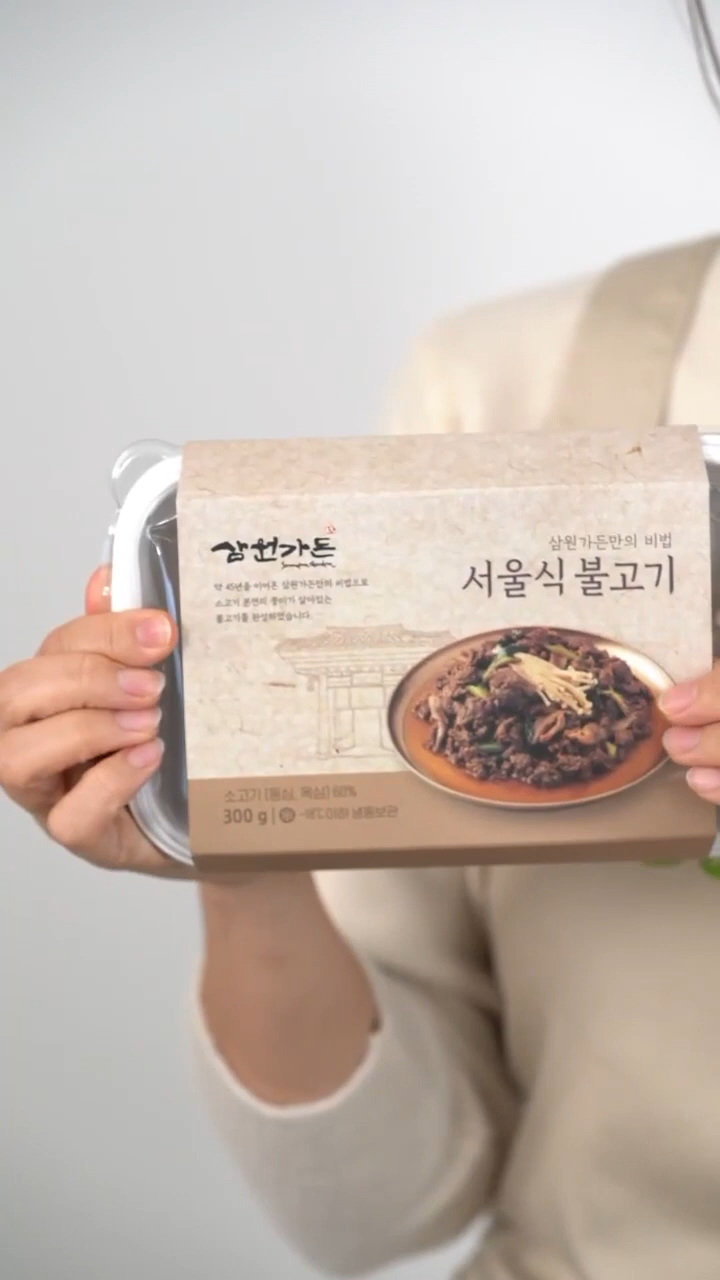 삼원가든
약 45년을 이어온 삼원가든만의 비법으로
소고기 본연의 풍미가 살아있는
불고기를 완성하였습니다.
삼원가든만의 비법
서울식 불고기
소고기 [등심, 목심] 60%
300 g | -18℃이하 냉동보관